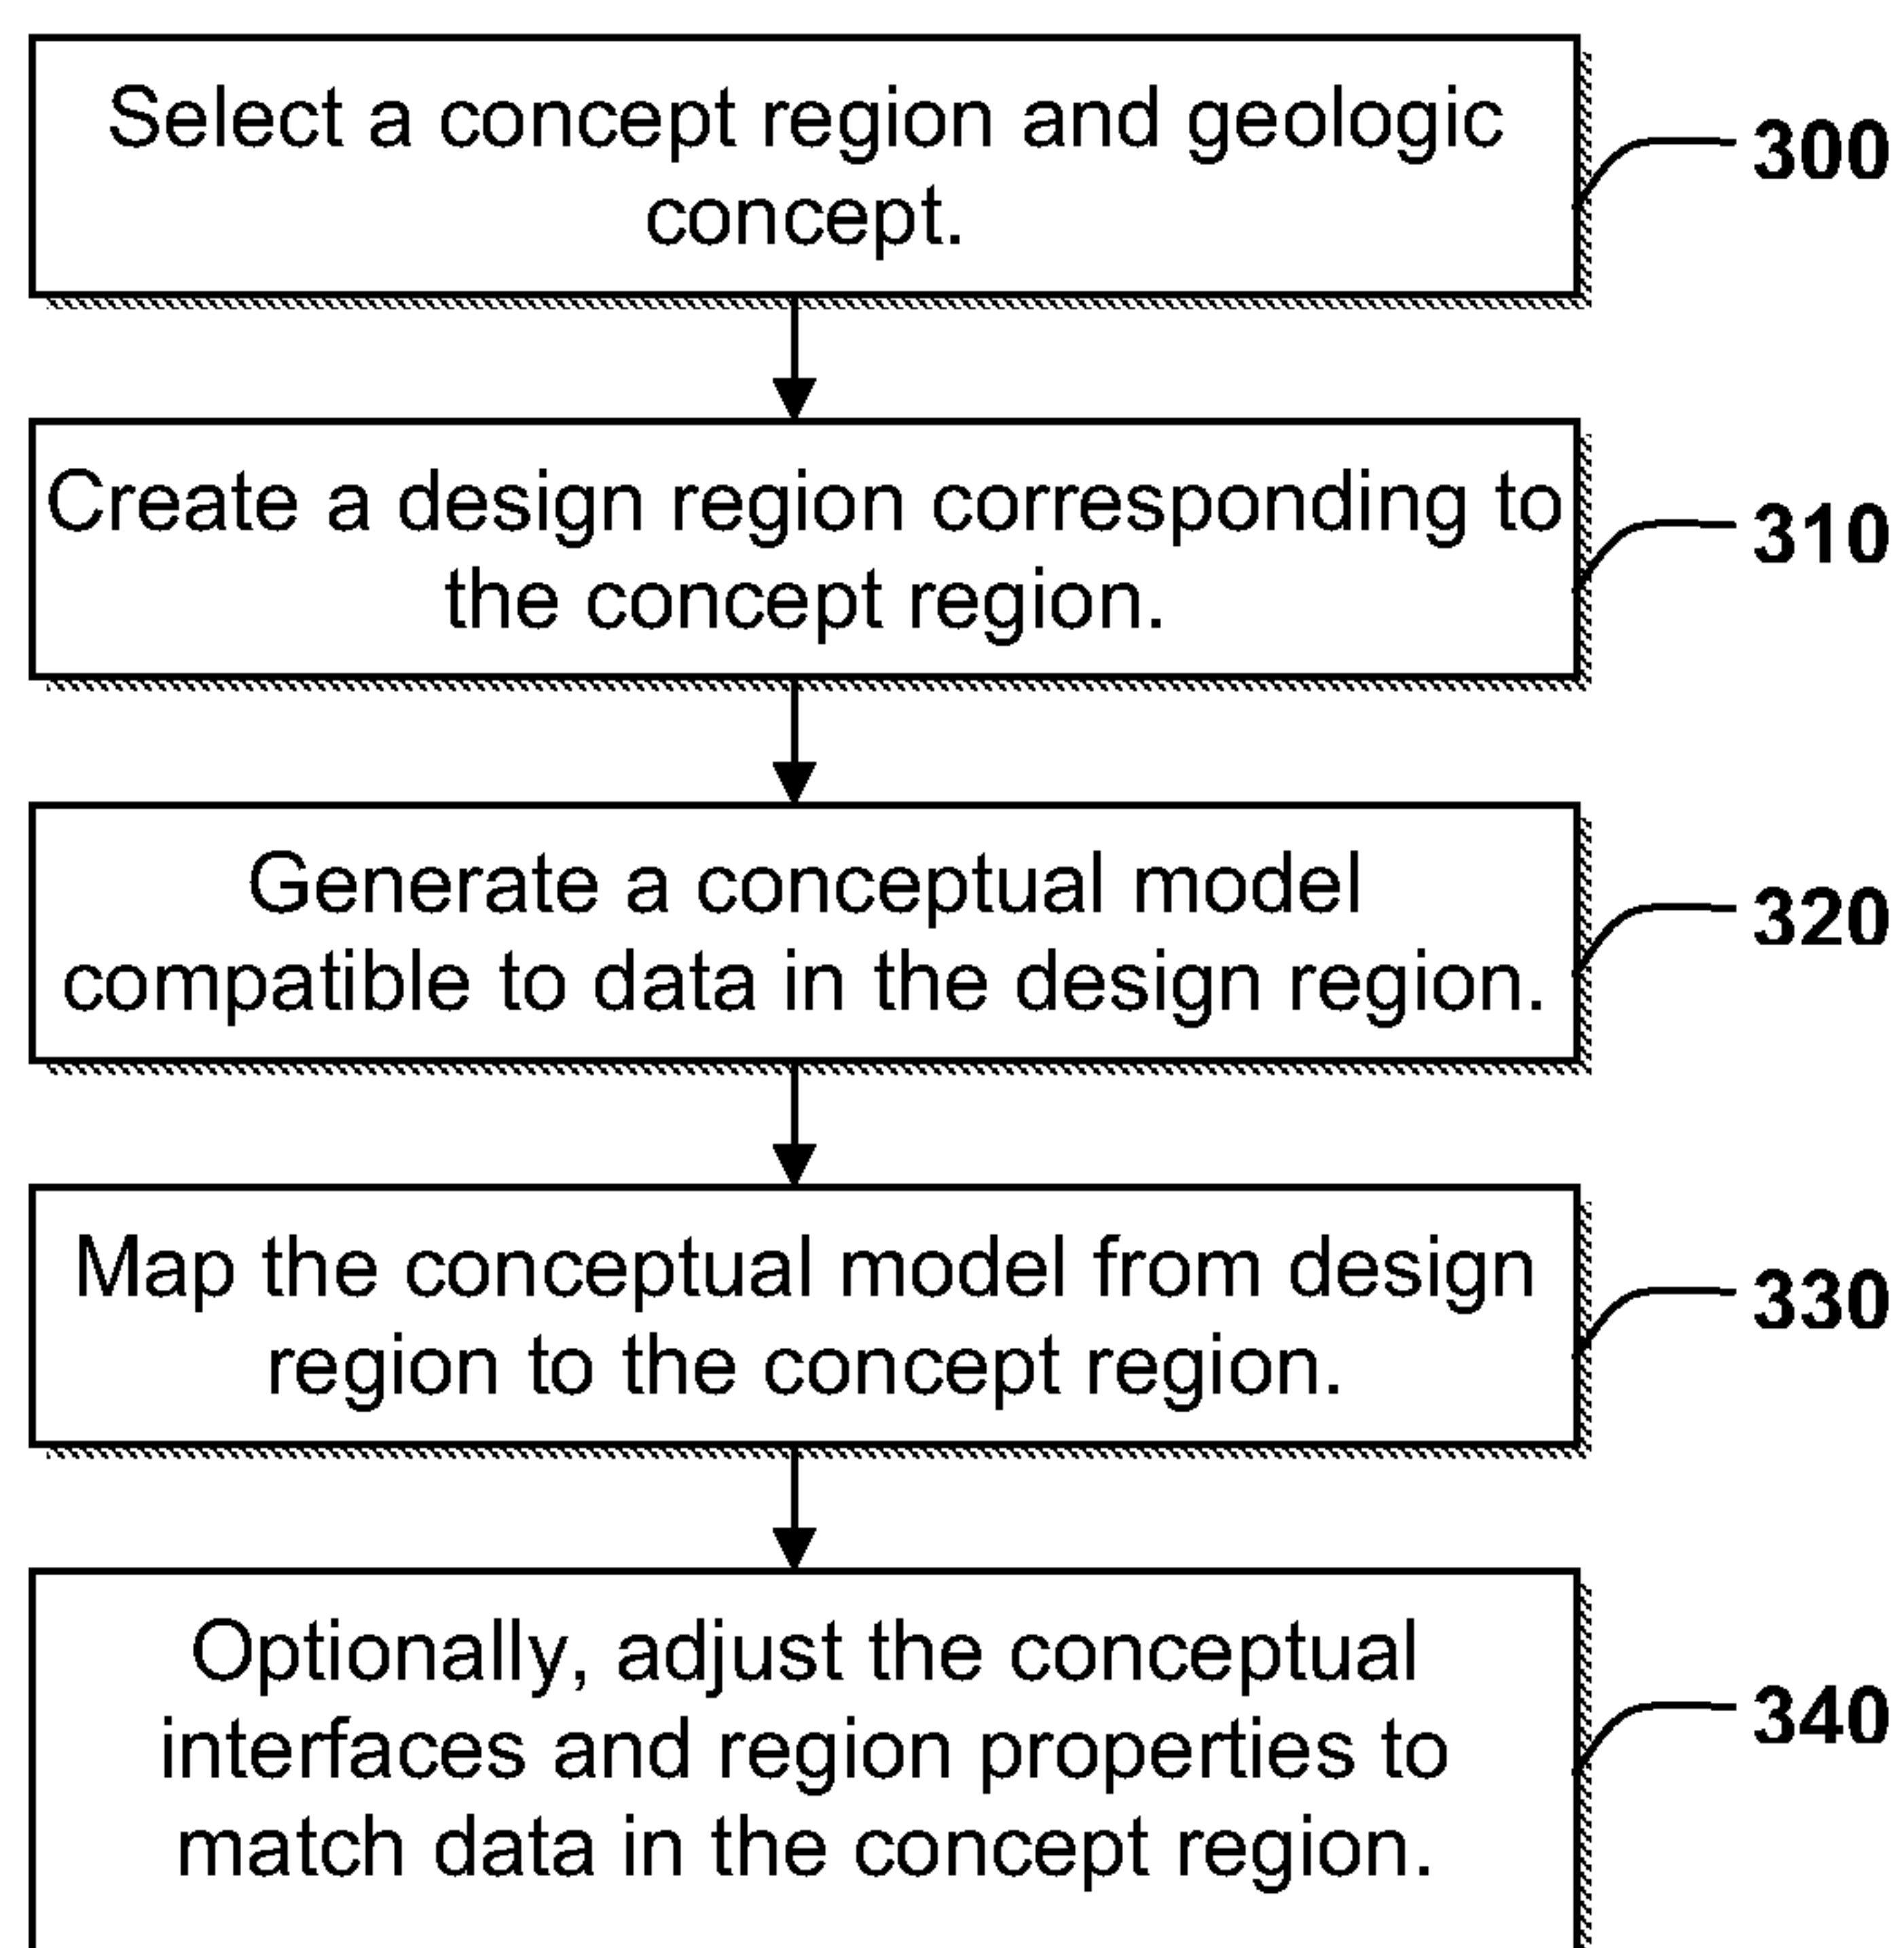 Select a concept region and geologic
concept.
300
Create a design region corresponding to
the concept region.
310
Generate a conceptual model
compatible to data in the design region.
320
Map the conceptual model from design
region to the concept region.
330
Optionally, adjust the conceptual
interfaces and region properties to
match data in the concept region.
340